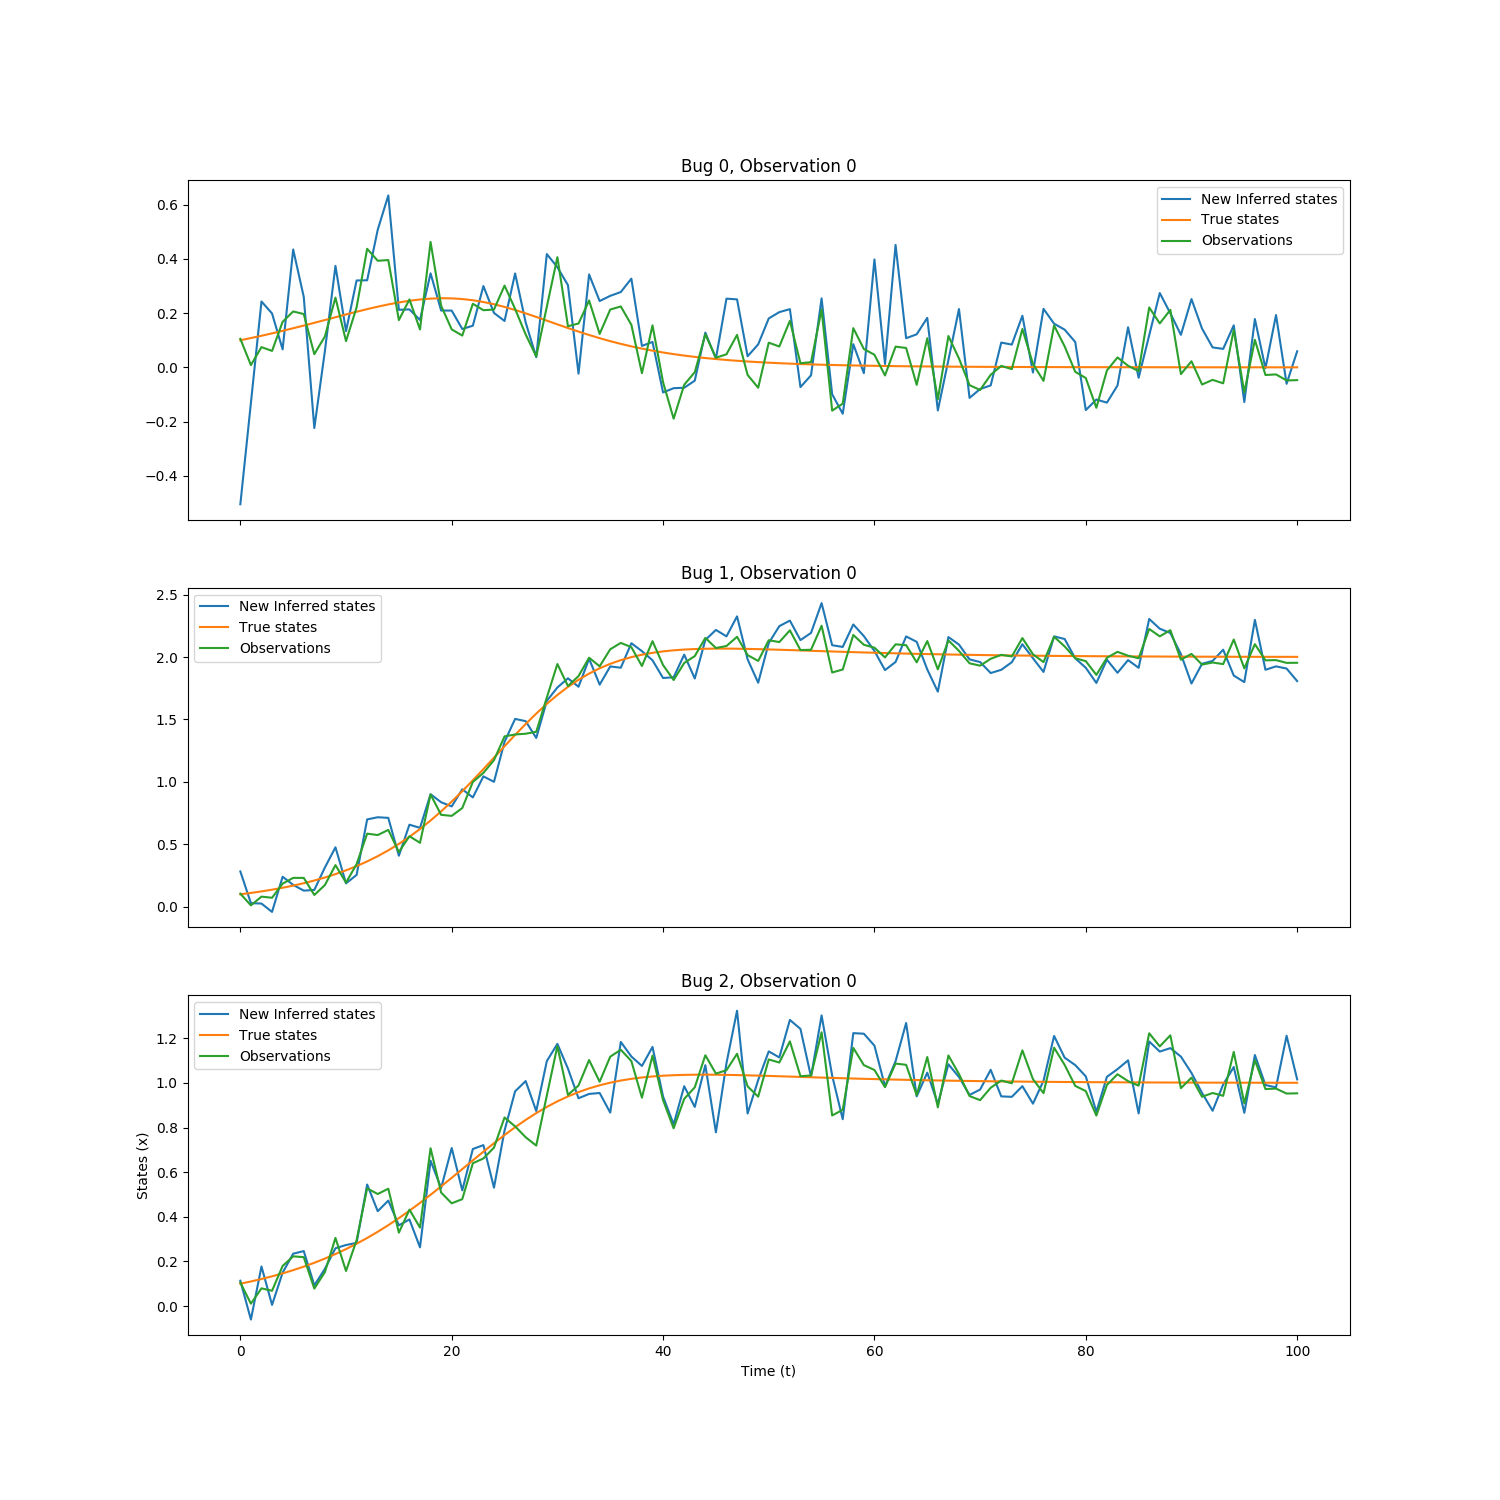 Bug 0, Observation 0
0.6
0.4
0.2
0.0
−0.2
−0.4
New Inferred states
True states
Observations
Bug 1, Observation 0
2.5
2.0
1.5
1.0
0.5
0.0
New Inferred states
True states
Observations
Bug 2, Observation 0
1.2
1.0
0.8
0.6
0.4
0.2
0.0
New Inferred states
True states
Observations
States (x)
0 20 40 60 80 100
Time (t)